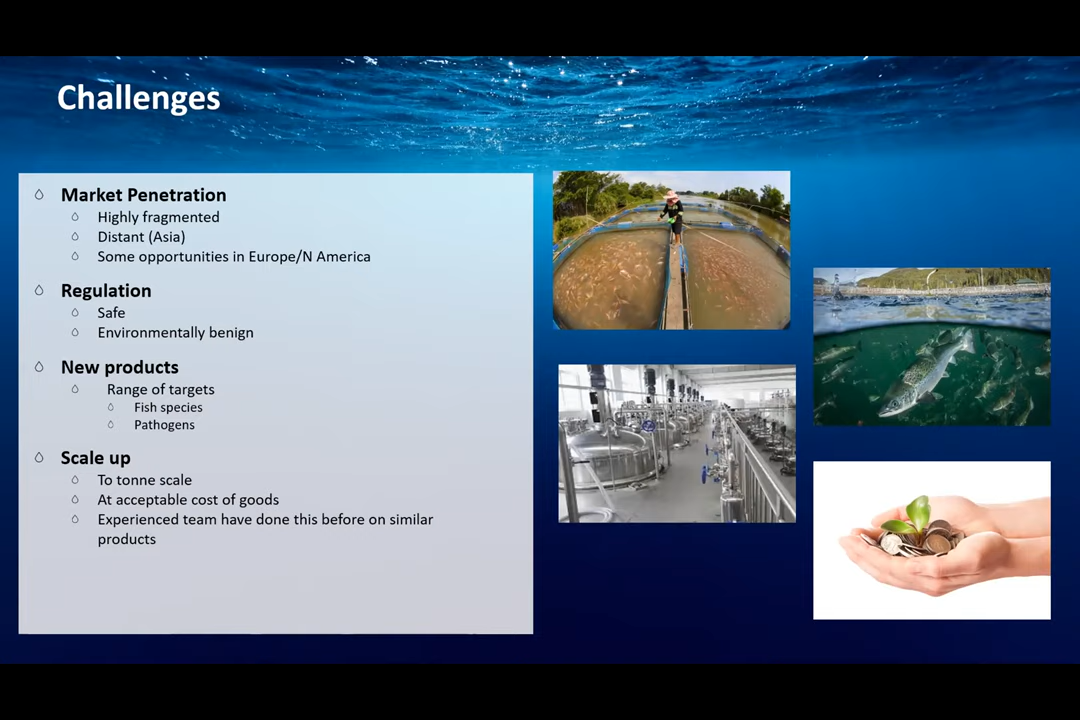 Challenges
Market Penetration
Highly fragmented
Distant (Asia)
Some opportunities in Europe/N America
Regulation
Safe
Environmentally benign
New products
Range of targets
Fish species
Pathogens
Scale up
To tonne scale
At acceptable cost of goods
Experienced team have done this before on similar
products